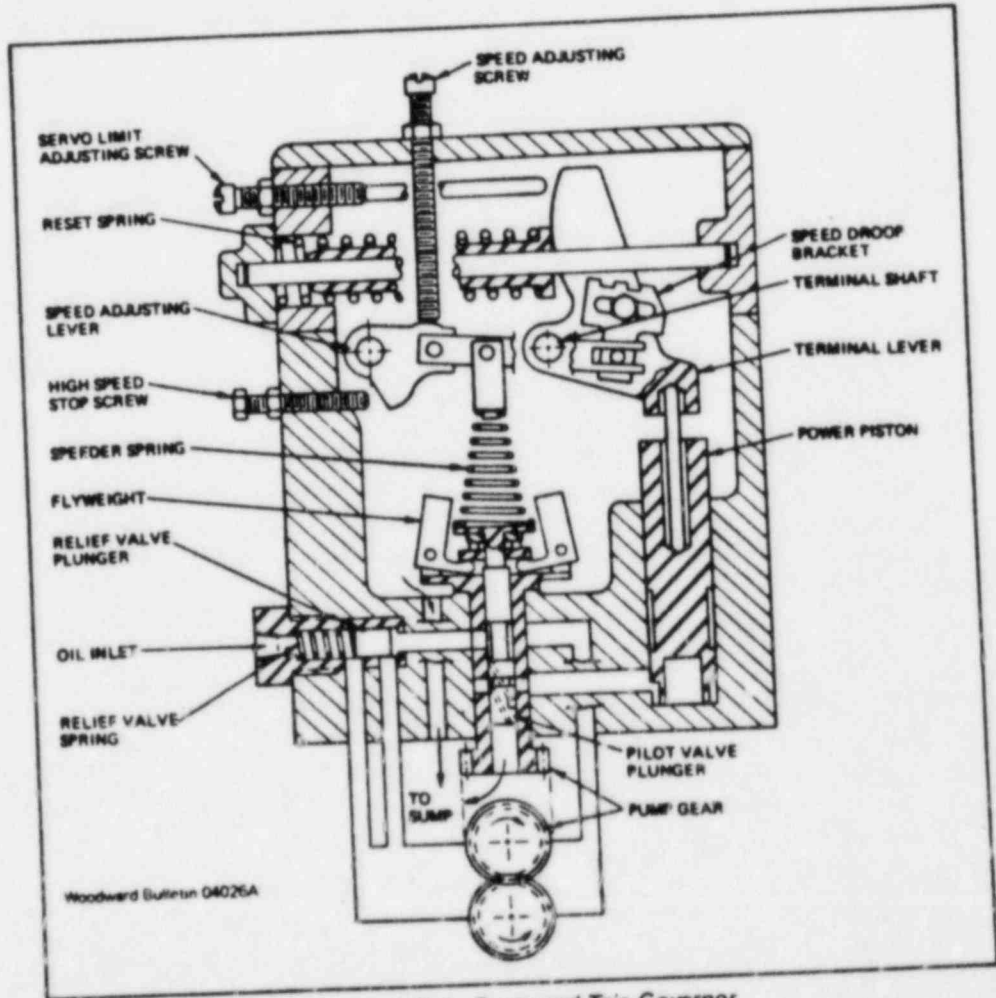 SPEED ADJUSTING
SCREW
SERVO LIMIT
ADJUSTING SCREW
RESET SPRING
SPEED DROOP
BRACKET
TERMINAL SHAFT
SPEED ADJUSTING
LEVER
TERMINAL LEVER
HIGH SPEED
STOP SCREW
POWER PISTON
SPEEDER SPRING
FLYWEIGHT
RELIEF VALVE
PLUNGER
OIL INLET
RELIEF VALVE
SPRING
PILOT VALVE
PLUNGER
TO
SUMP
PUMP GEAR
Woodward Bulletin 04026A
Trip Governor